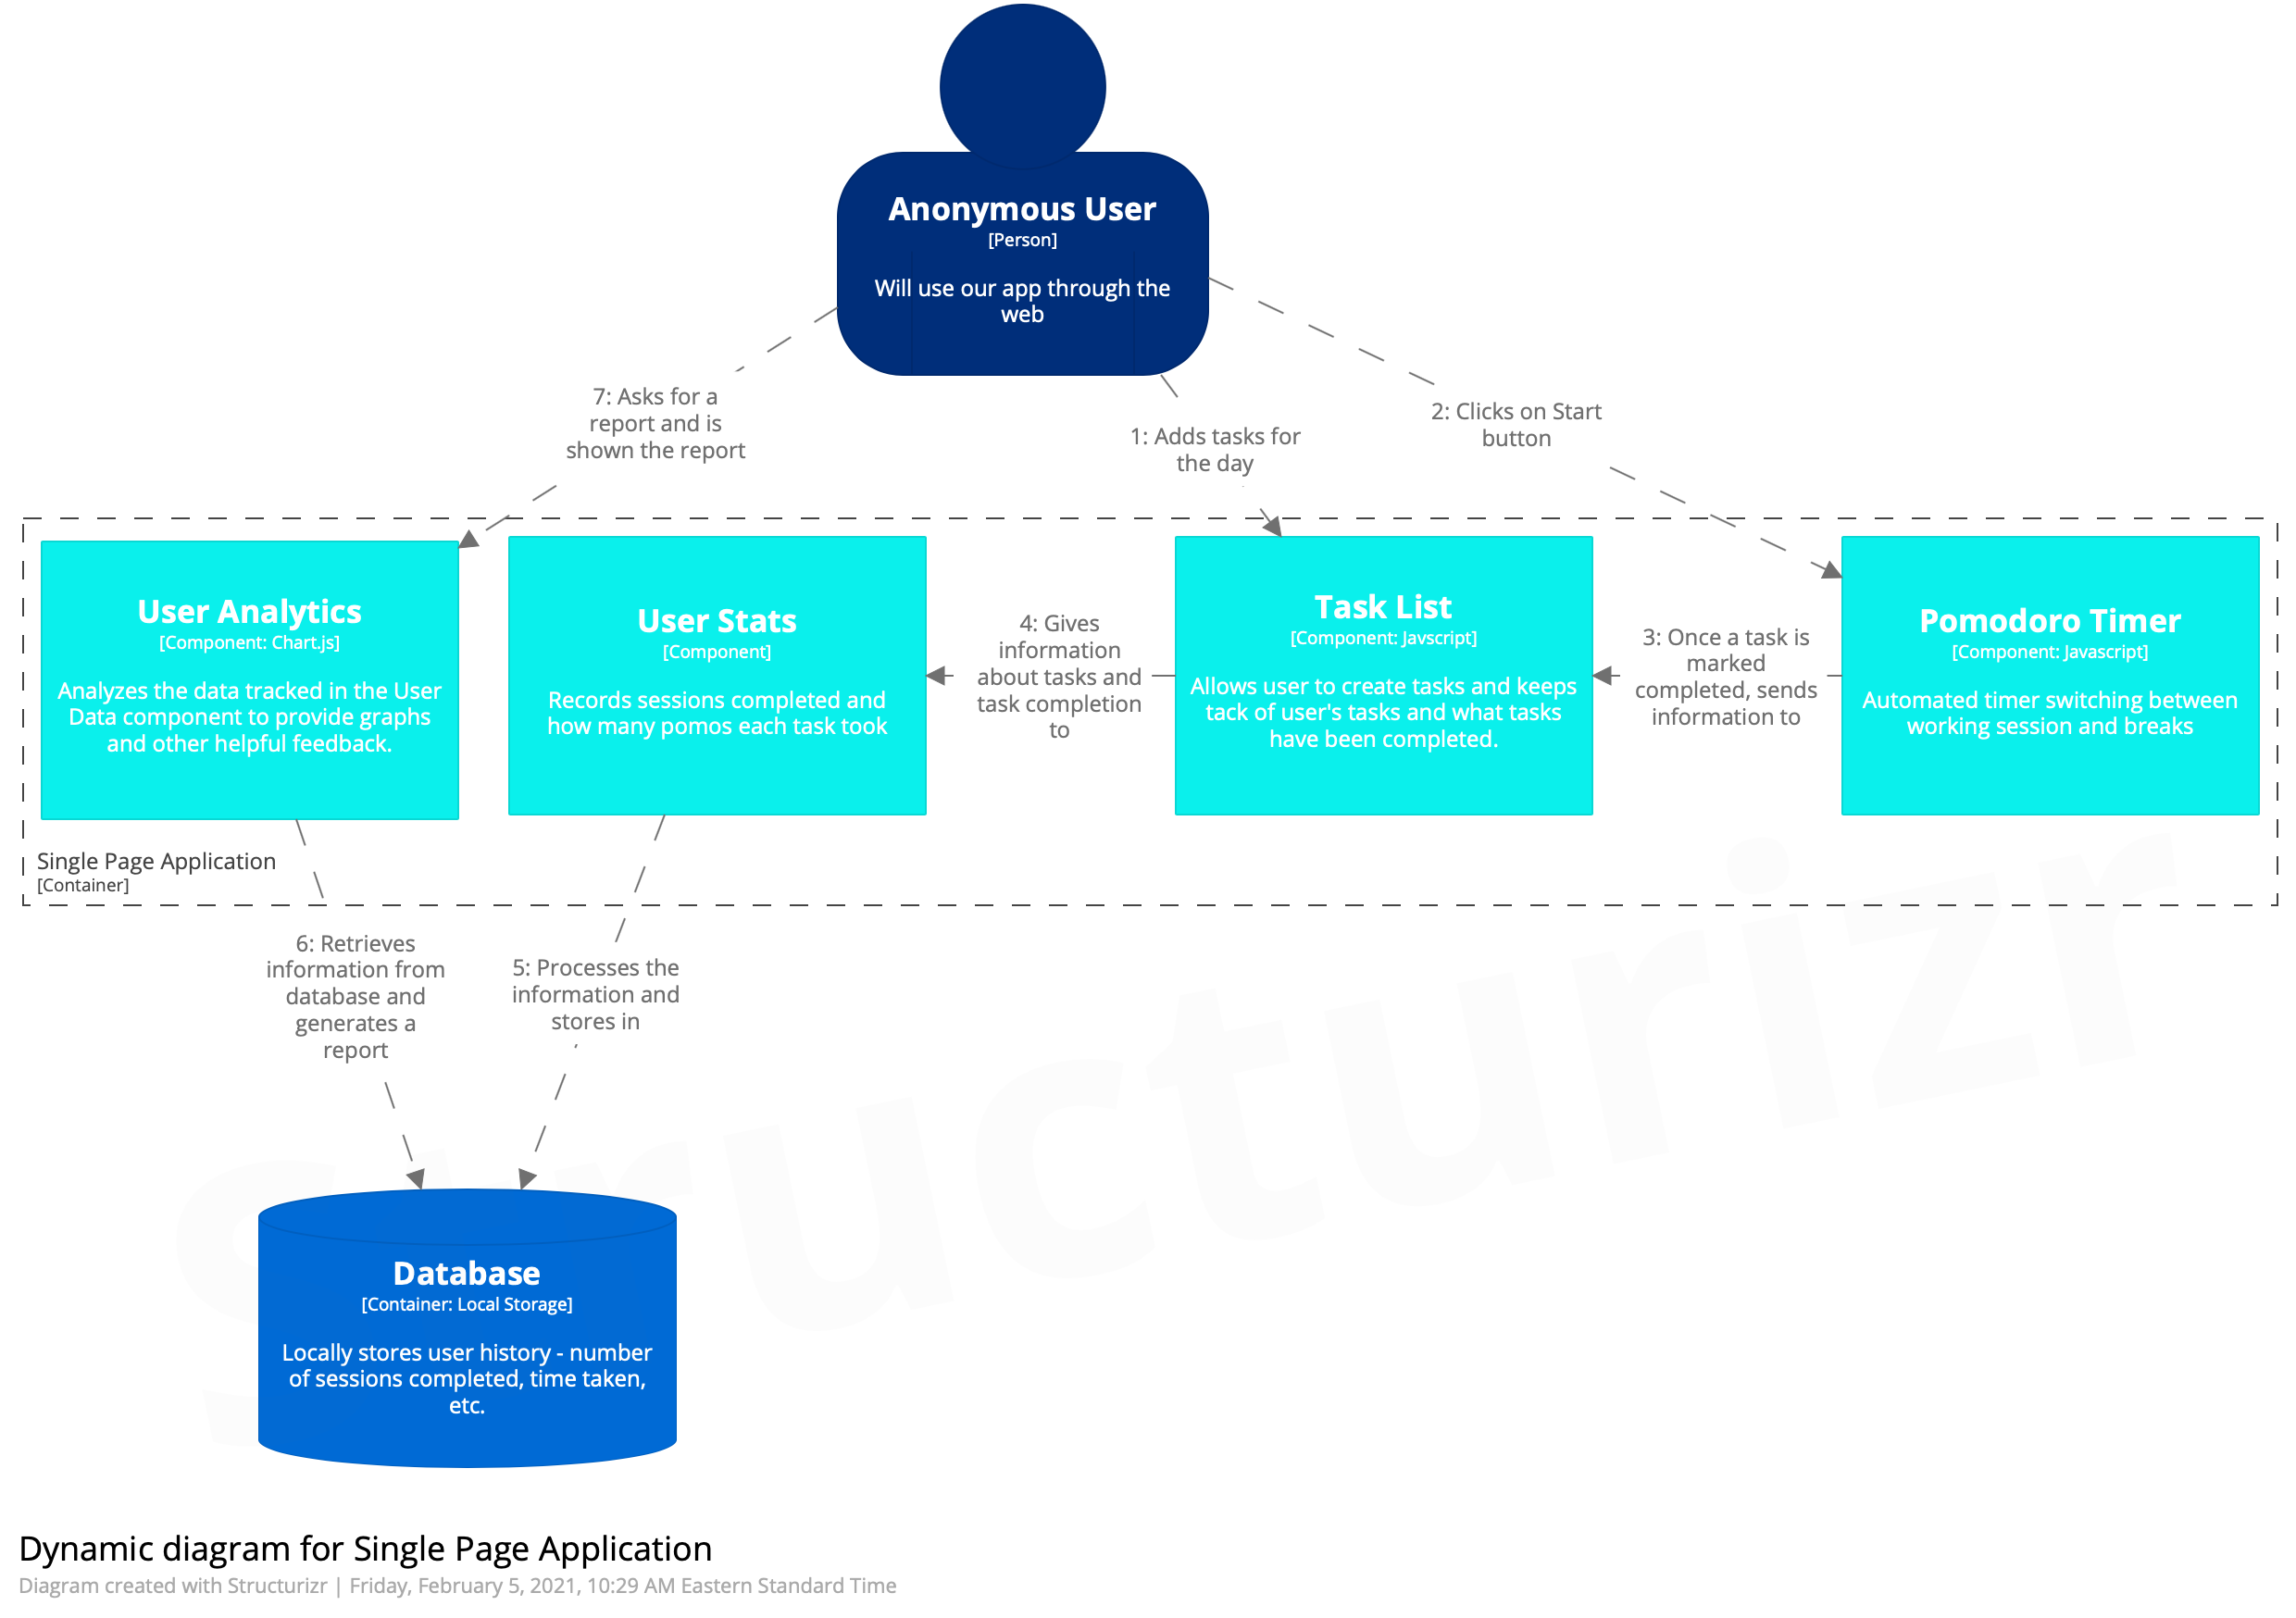 Anonymous User
[Person]
Will use our app through the
web
7: Asks for a
report and is
shown the report
1: Adds tasks for
the day
2: Clicks on Start
button
User Analytics
[Component: Chart.js]
Analyzes the data tracked in the User
Data component to provide graphs
and other helpful feedback.
User Stats
[Component]
Records sessions completed and
how many pomos each task took
4: Gives
information
about tasks and
task completion
to
Task List
[Component: Javscript]
Allows user to create tasks and keeps
tack of user's tasks and what tasks
have been completed.
3: Once a task is
marked
completed, sends
information to
Pomodoro Timer
[Component: Javascript]
Automated timer switching between
working session and breaks
Single Page Application
[Container]
6: Retrieves
information from
database and
generates a
report
5: Processes the
information and
stores in
Structurizr
Database
[Container: Local Storage]
Locally stores user history - number
of sessions completed, time taken,
etc.
Dynamic diagram for Single Page Application
Diagram created with Structurizr | Friday, February 5, 2021, 10:29 AM Eastern Standard Time